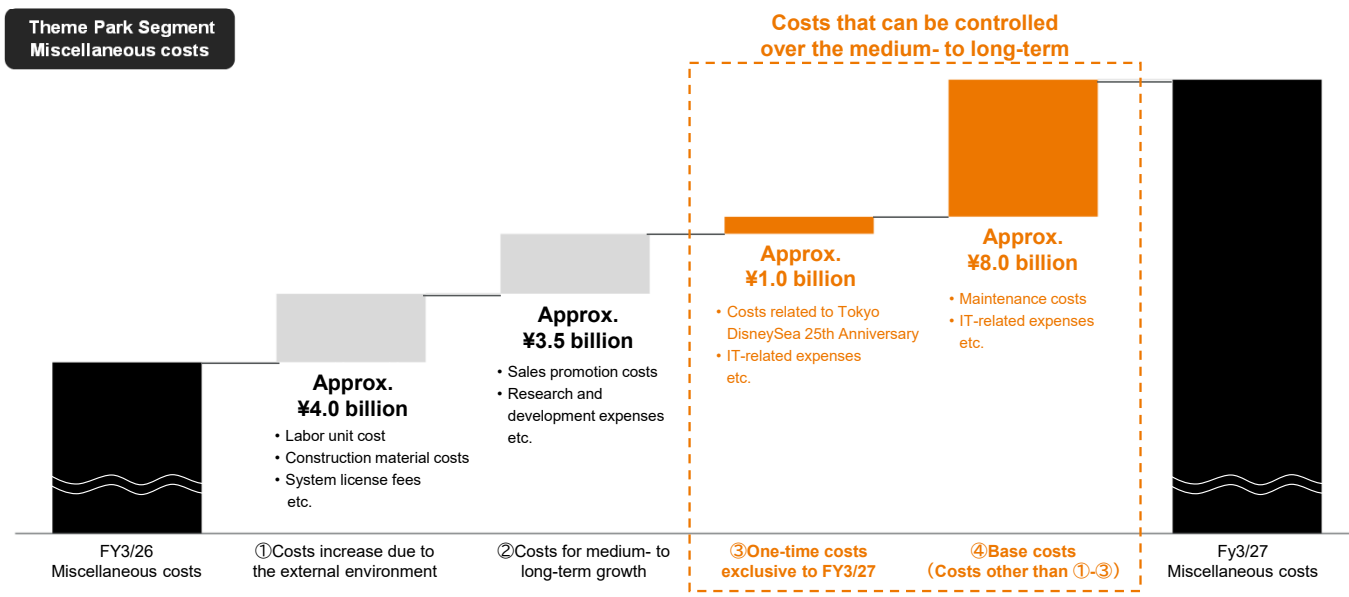 Theme Park Segment
Miscellaneous costs
Costs that can be controlled
over the medium- to long-term
Approx.
¥4.0 billion
• Labor unit cost
• Construction material costs
• System license fees
etc.
Approx.
¥3.5 billion
• Sales promotion costs
• Research and
development expenses
etc.
Approx.
¥1.0 billion
• Costs related to Tokyo
DisneySea 25th Anniversary
• IT-related expenses
etc.
Approx.
¥8.0 billion
• Maintenance costs
• IT-related expenses
etc.
FY3/26
Miscellaneous costs
①Costs increase due to
the external environment
②Costs for medium- to
long-term growth
③One-time costs
exclusive to FY3/27
④Base costs
（Costs other than ①-③）
Fy3/27
Miscellaneous costs